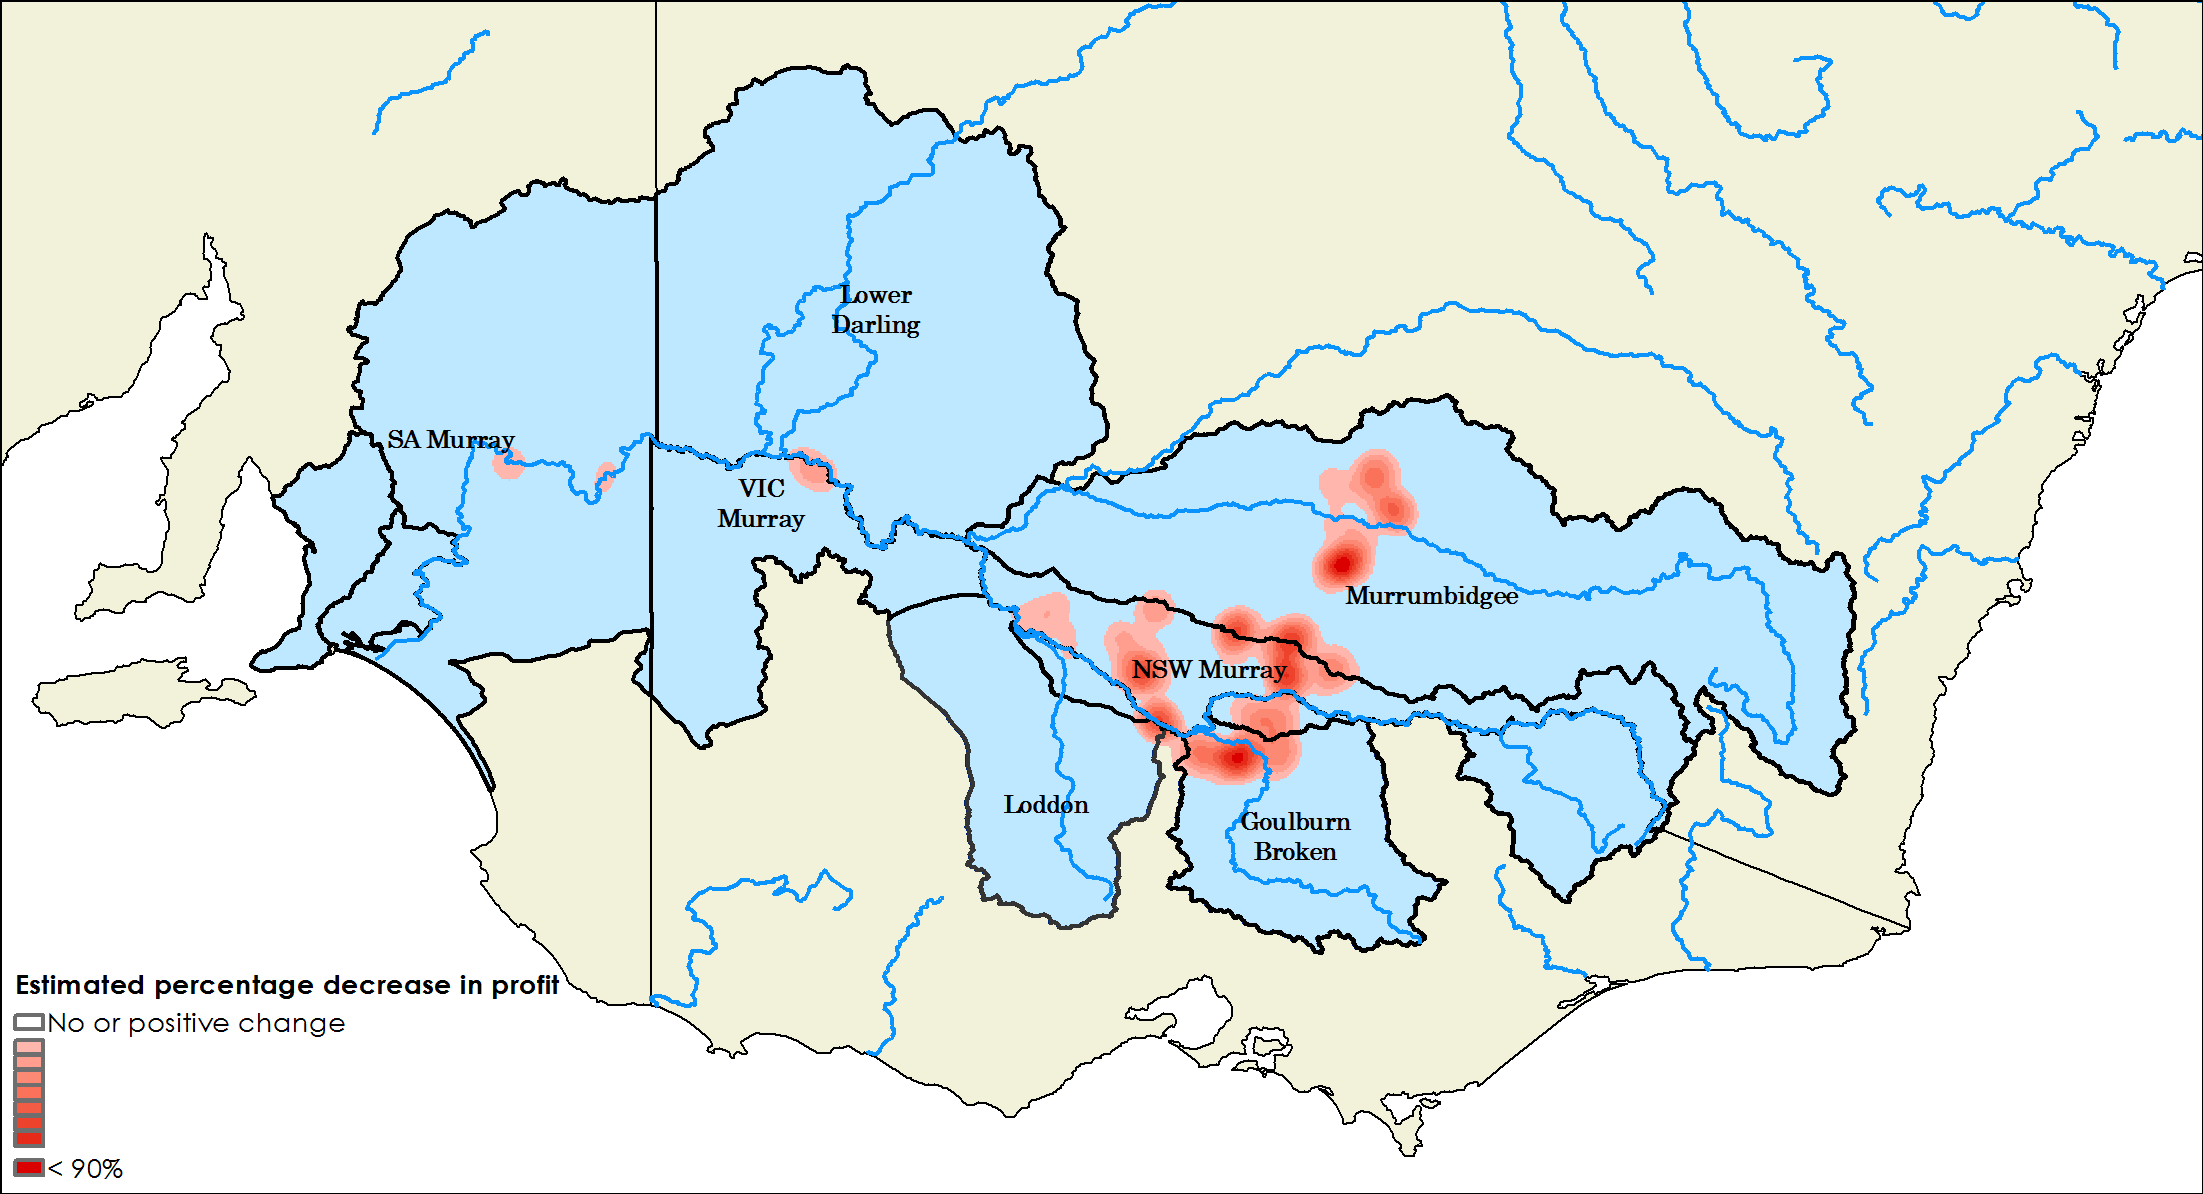 Lower
Darling
SA Murray
VIC
Murray
Murrumbidgee
NSW Murray
Loddon
Goulburn
Broken
Estimated percentage decrease in profit
No or positive change
< 90%